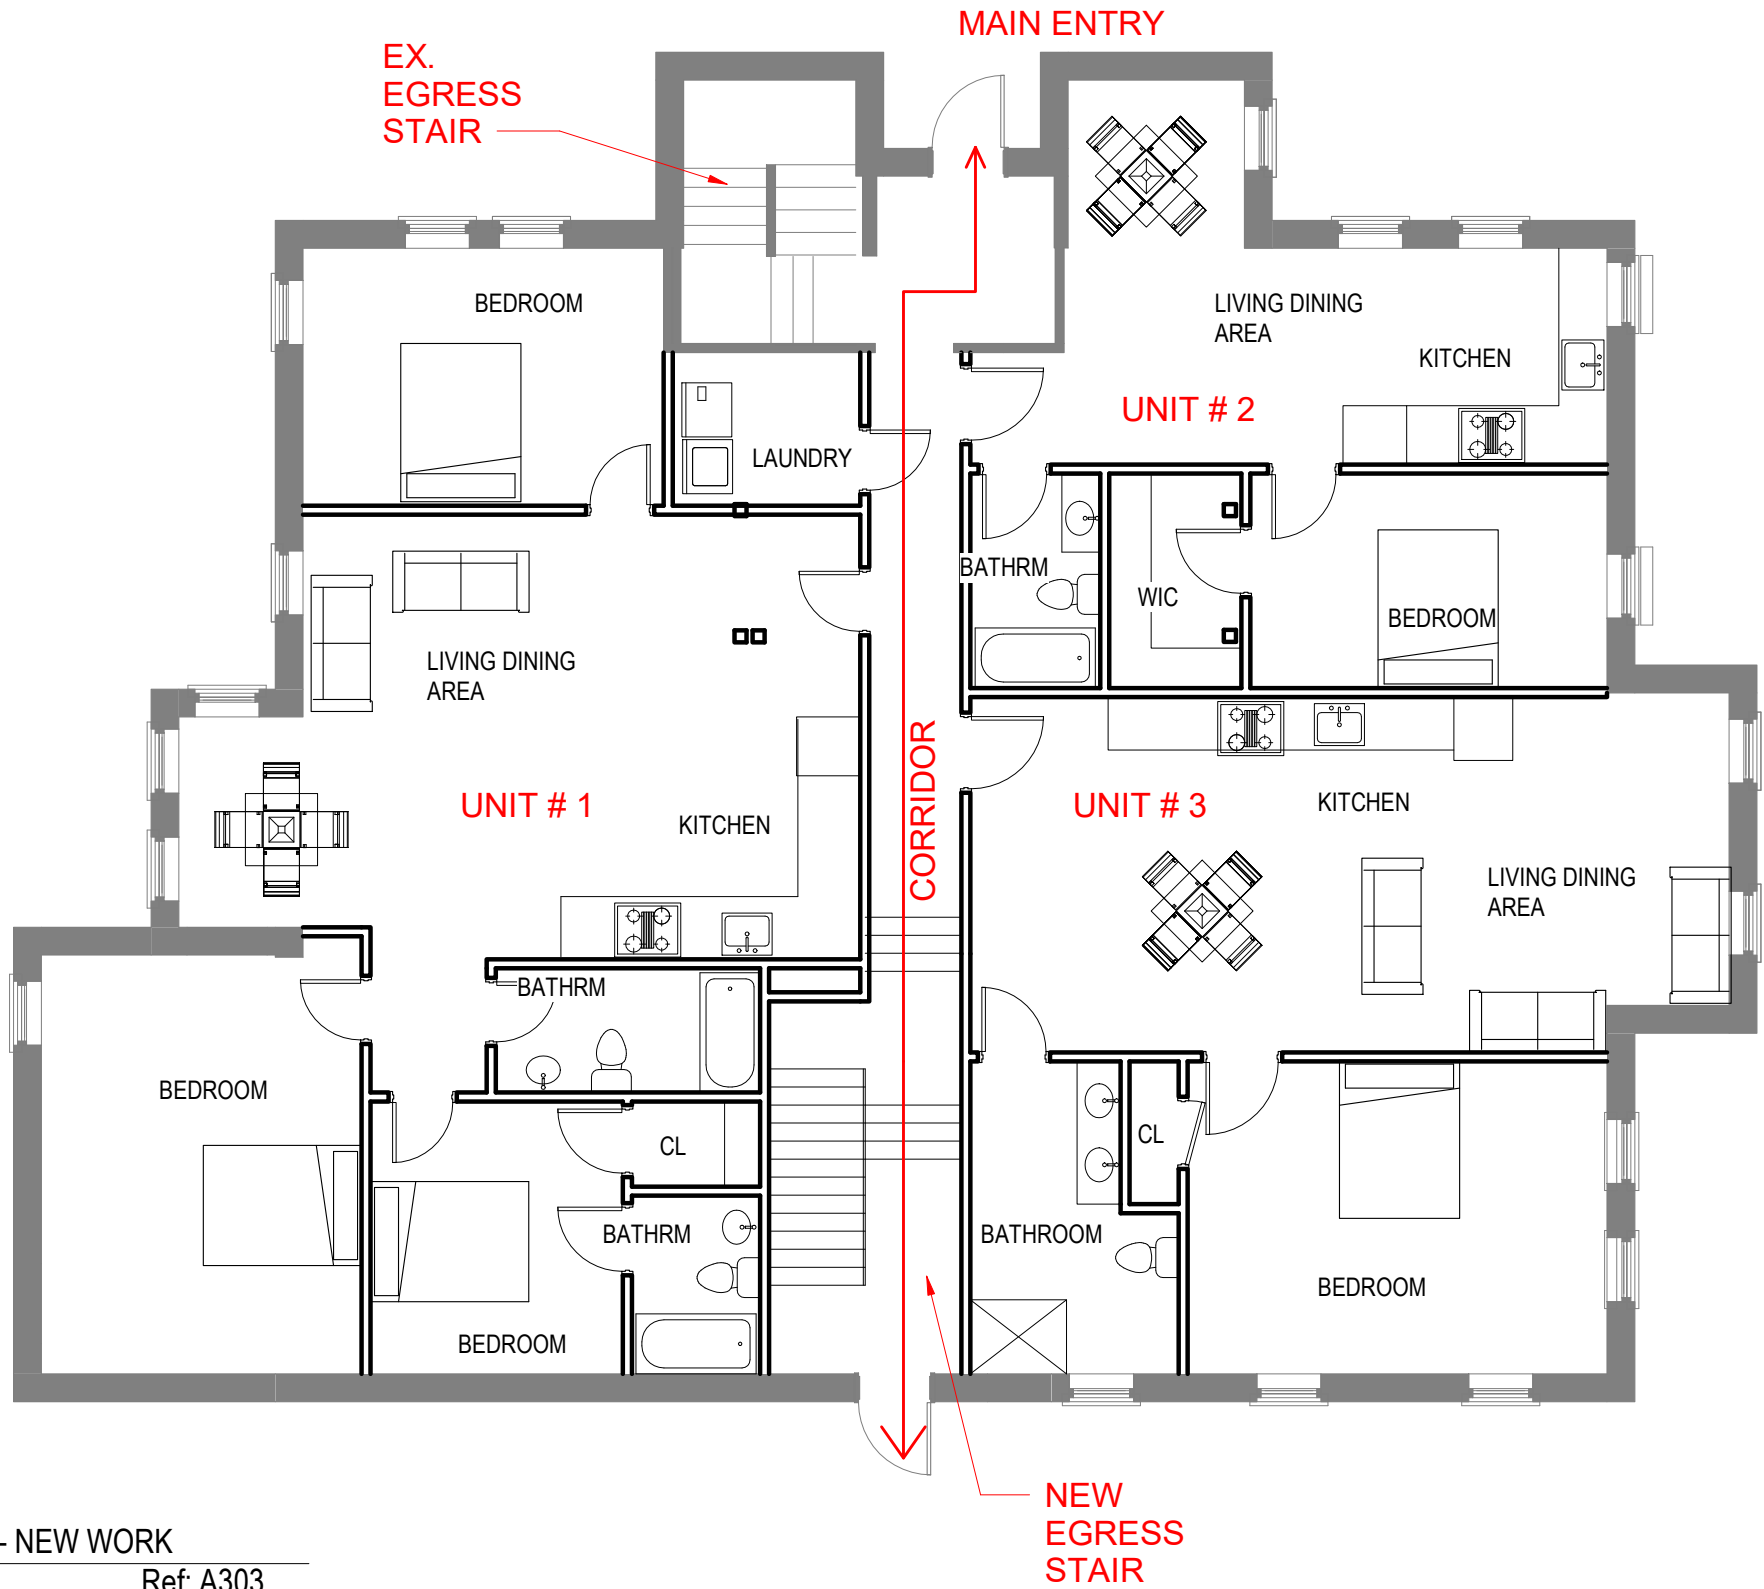 MAIN ENTRY
EX.
EGRESS
STAIR
BEDROOM
LIVING DINING
AREA
KITCHEN
UNIT # 2
LAUNDRY
BATHRM
WIC
BEDROOM
LIVING DINING
AREA
UNIT # 1
KITCHEN
CORRIDOR
UNIT # 3
KITCHEN
LIVING DINING
AREA
BATHRM
BEDROOM
CL
CL
BATHRM
BATHROOM
BEDROOM
BEDROOM
NEW
EGRESS
STAIR
- NEW WORK
Ref: A303